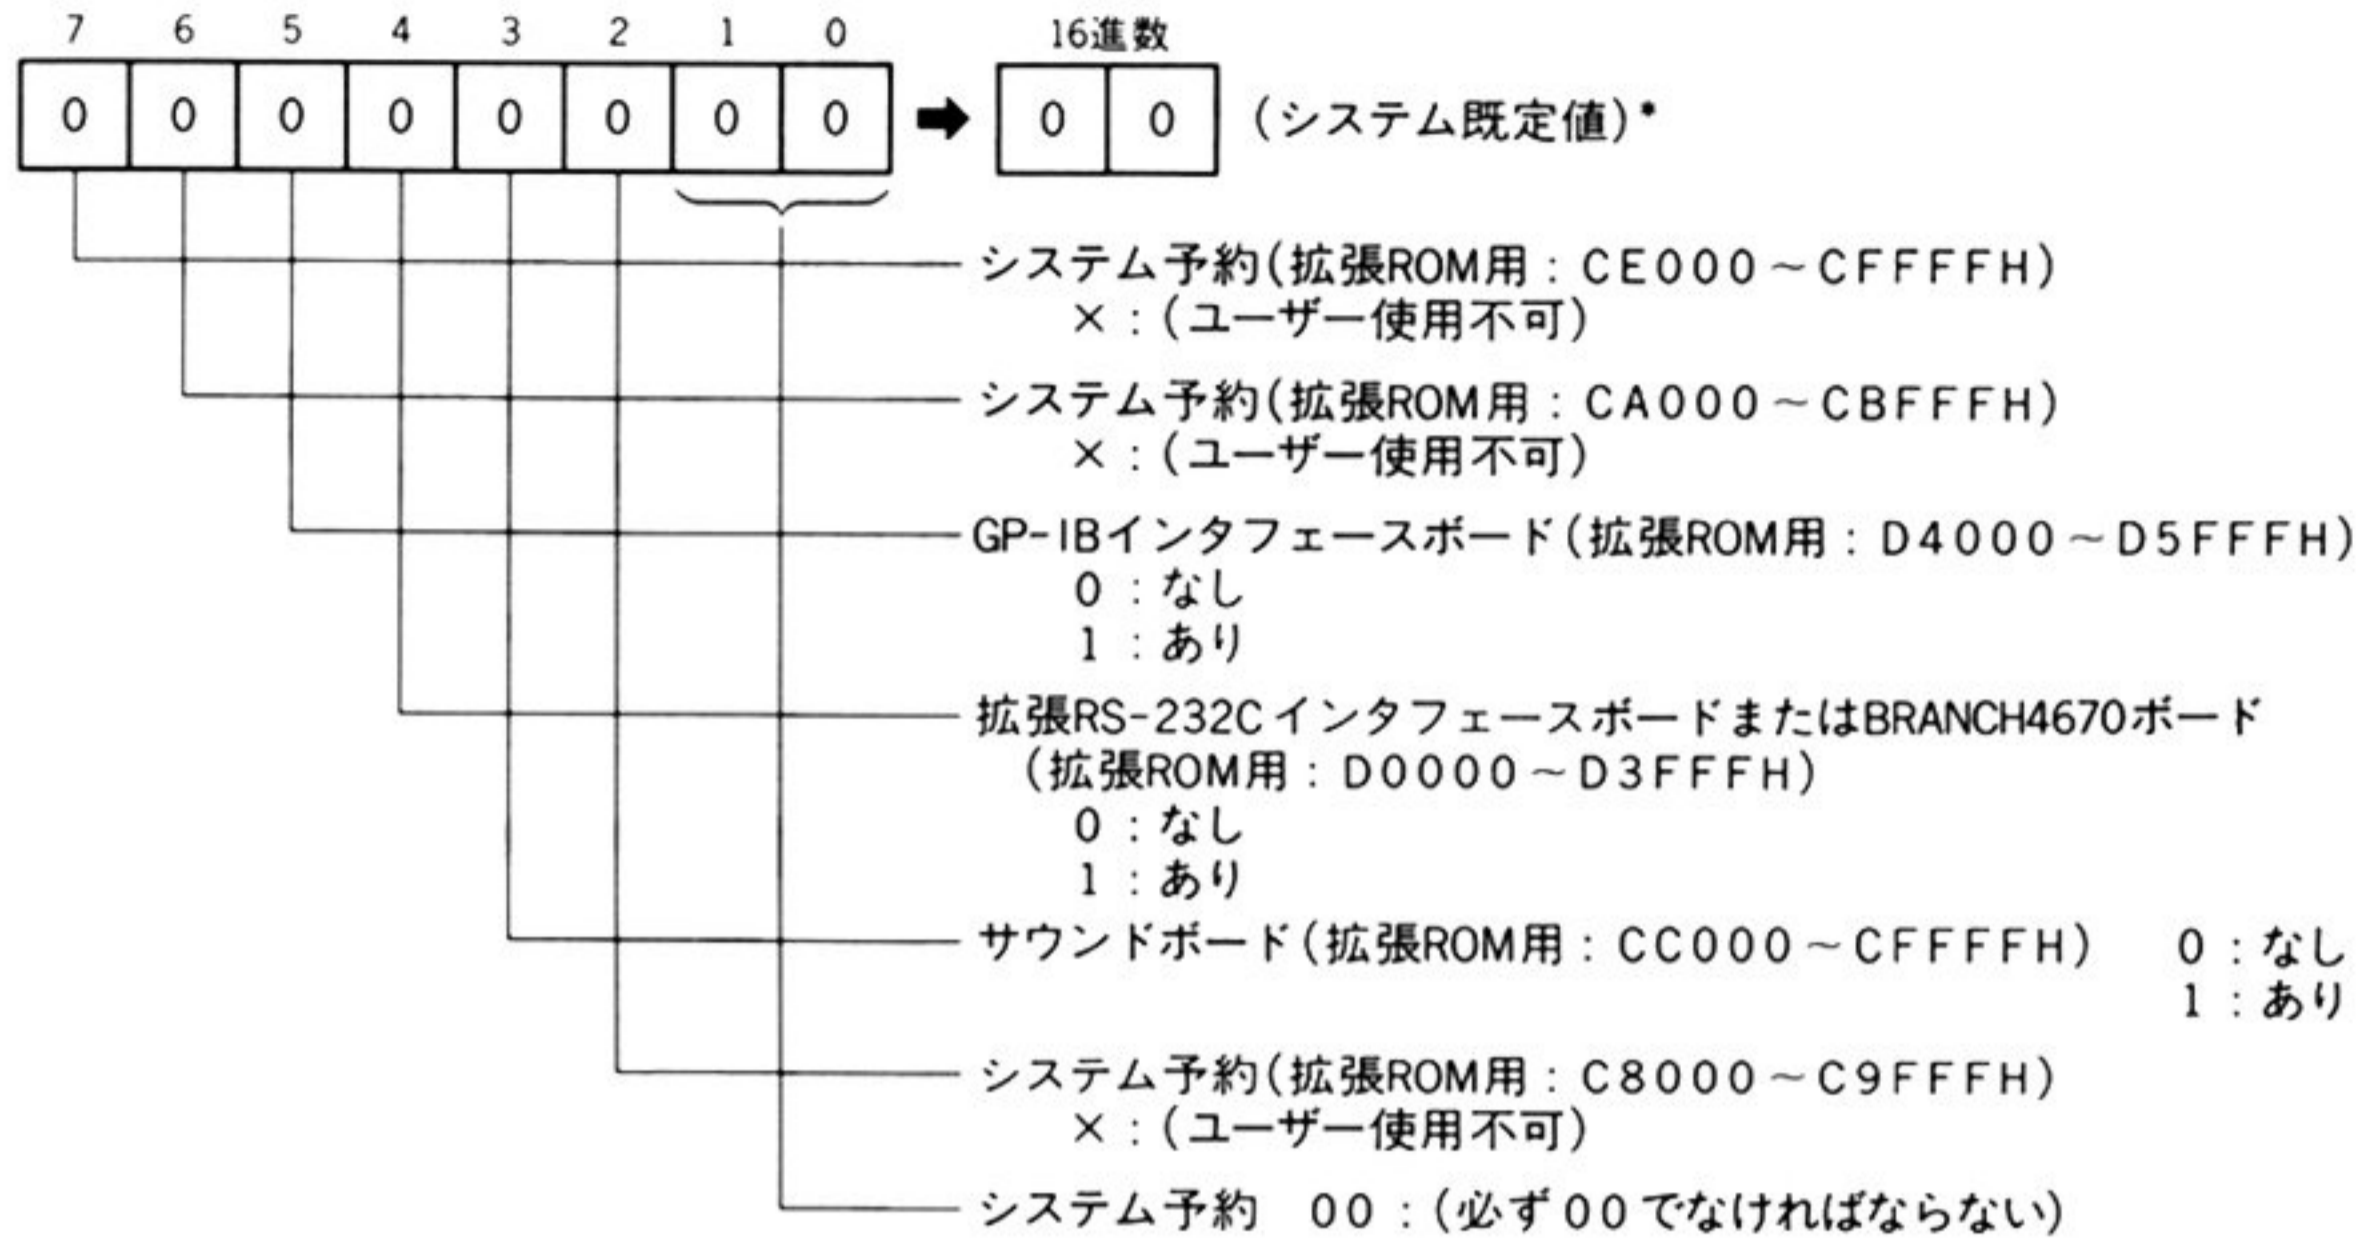 7 6 5 4 3 2 1 0 16進数
0 0 0 0 0 0 0 0 ➡ 0 0 (システム既定値)*
システム予約(拡張ROM用:CE000~CFFFFH)
×:(ユーザー使用不可)
システム予約(拡張ROM用:CA000~CBFFFH)
×:(ユーザー使用不可)
GP-IBインタフェースボード(拡張ROM用:D4000~D5FFFH)
0:なし
1:あり
拡張RS-232CインタフェースボードまたはBRANCH4670ボード
(拡張ROM用:D0000~D3FFFH)
0:なし
1:あり
サウンドボード(拡張ROM用:CC000~CFFFFH) 0:なし
1:あり
システム予約(拡張ROM用:C8000~C9FFFH)
×:(ユーザー使用不可)
システム予約 00:(必ず00でなければならない)